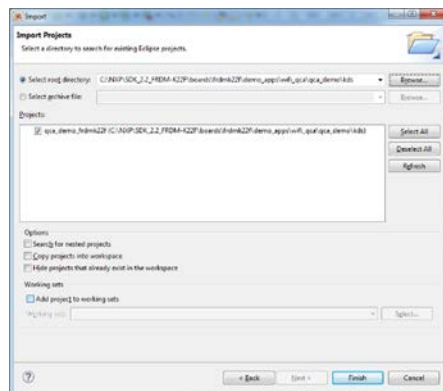 Import
Import Projects
Select a directory to search for existing Eclipse projects.
Select root directory: C:\NXP\SDK_2.2_FRDM-K22F\boards\frdmk22f\demo_apps\wifi_qca\qca_demo\kds Browse...
Select archive file: Browse...
Projects:
qca_demo_frdmk22f (C:\NXP\SDK_2.2_FRDM-K22F\boards\frdmk22f\demo_apps\wifi_qca\qca_demo\kds) Select All
Deselect All
Refresh
Options
Search for nested projects
Copy projects into workspace
Hide projects that already exist in the workspace
Working sets
Add project to working sets
Working sets: Select...
< Back Next > Finish Cancel